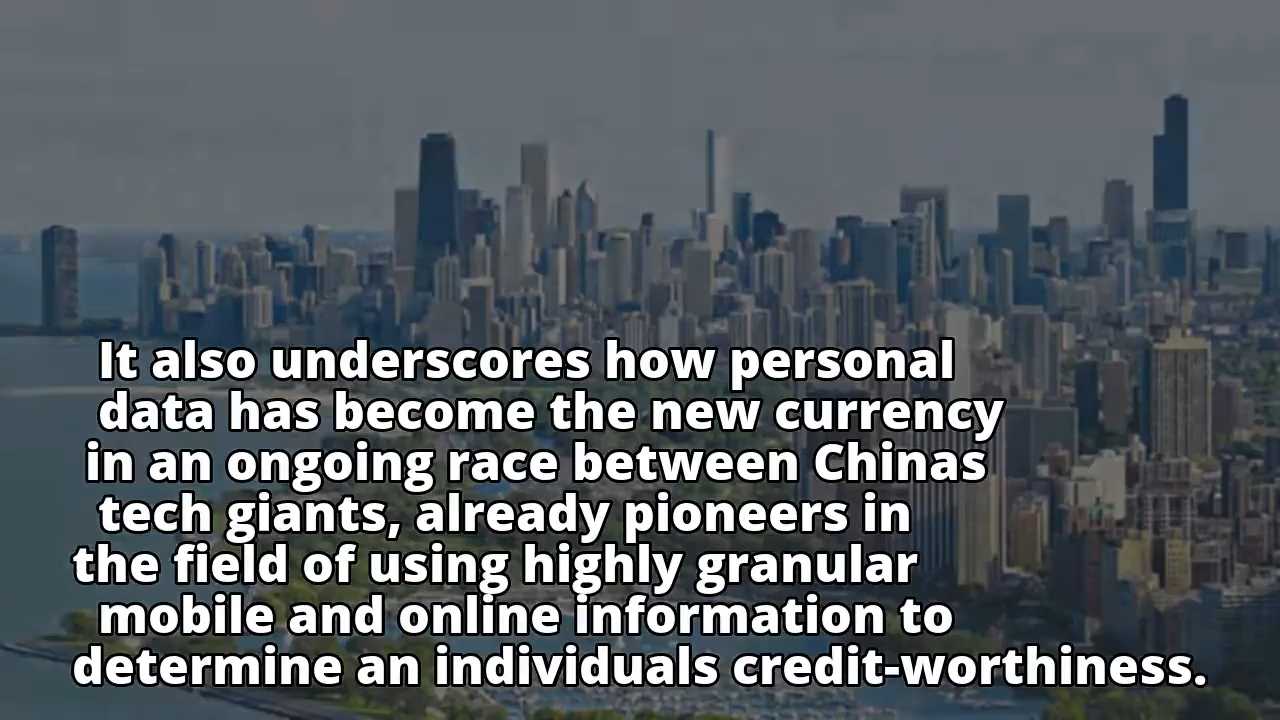 It also underscores how personal
data has become the new currency
in an ongoing race between Chinas
tech giants, already pioneers in
the field of using highly granular
mobile and online information to
determine an individuals credit-worthiness.